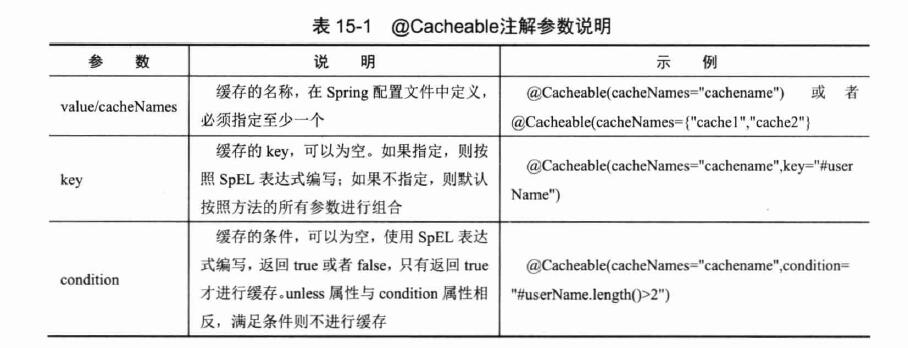 表 15-1 @Cacheable注解参数说明
参 数 说 明 示 例
value/cacheNames
缓存的名称，在 Spring 配置文件中定义，
必须指定至少一个
@Cacheable(cacheNames="cachename") 或 者
@Cacheable(cacheNames={"cache1","cache2"}
key
缓存的 key，可以为空。如果指定，则按
照 SpEL 表达式编写；如果不指定，则默认
按照方法的所有参数进行组合
@Cacheable(cacheNames="cachename",key="#user
Name")
condition
缓存的条件，可以为空，使用 SpEL 表达
式编写，返回 true 或者 false，只有返回 true
才进行缓存。unless 属性与 condition 属性相
反，满足条件则不进行缓存
@Cacheable(cacheNames="cachename",condition=
"#userName.length()>2")